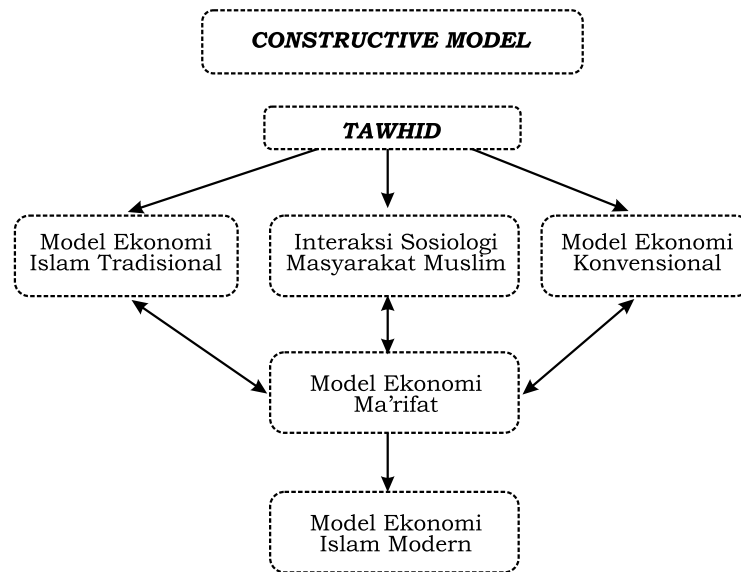 CONSTRUCTIVE MODEL
TAWHID
Model Ekonomi
Islam Tradisional
Interaksi Sosiologi
Masyarakat Muslim
Model Ekonomi
Konvensional
Model Ekonomi
Ma’rifat
Model Ekonomi
Islam Modern